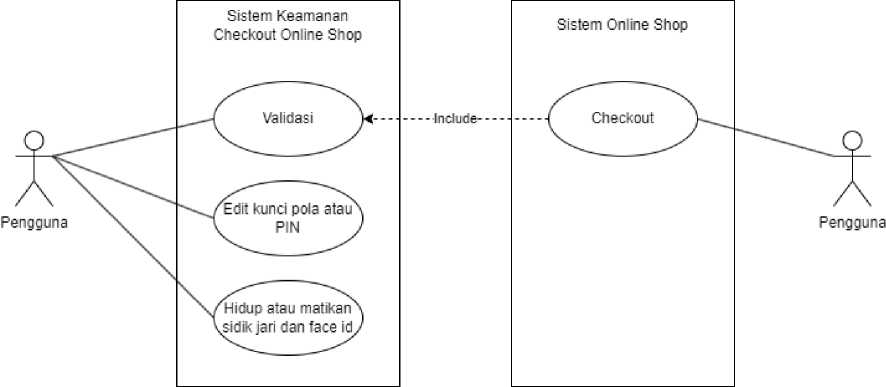 Sistem Keamanan
Checkout Online Shop
Sistem Online Shop
Validasi
Include
Checkout
Pengguna
Edit kunci pola atau
PIN
Pengguna
Hidup atau matikan
sidik jari dan face id